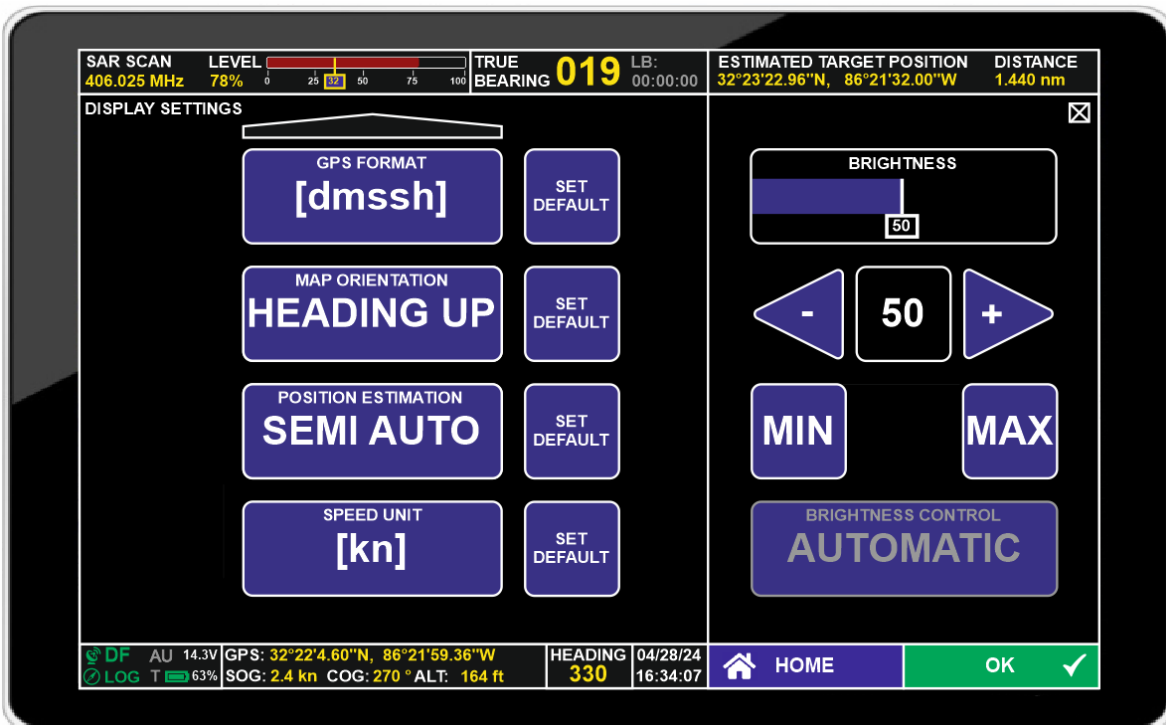 SAR SCAN LEVEL
406.025 MHz 78%
0 25 32 50 75 100
TRUE
BEARING 019
LB:
00:00:00
ESTIMATED TARGET POSITION DISTANCE
32°23'22.96"N, 86°21'32.00"W 1.440 nm
DISPLAY SETTINGS
GPS FORMAT
[dmssh]
SET
DEFAULT
MAP ORIENTATION
HEADING UP
SET
DEFAULT
POSITION ESTIMATION
SEMI AUTO
SET
DEFAULT
SPEED UNIT
[kn]
SET
DEFAULT
BRIGHTNESS
50
- 50 +
MIN MAX
BRIGHTNESS CONTROL
AUTOMATIC
DF AU 14.3V
LOG T 63%
GPS: 32°22'4.60"N, 86°21'59.36"W
SOG: 2.4 kn COG: 270 ° ALT: 164 ft
HEADING
330
04/28/24
16:34:07
HOME
OK